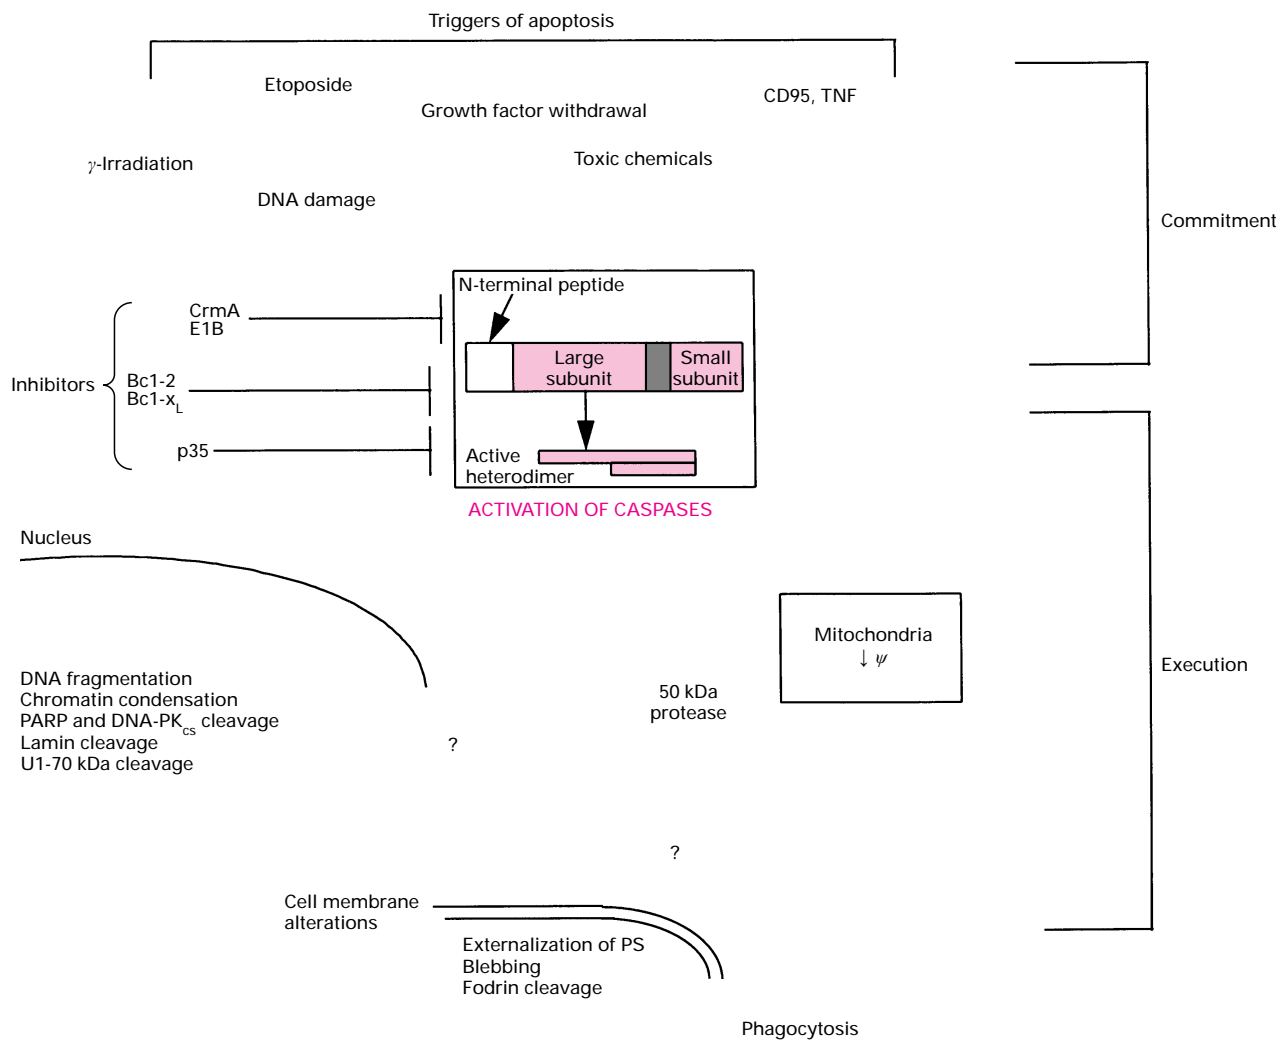 Triggers of apoptosis
Etoposide
CD95, TNF
Growth factor withdrawal
Toxic chemicals
γ-Irradiation
DNA damage
Commitment
N-terminal peptide
CrmA
E1B
Large
subunit
Small
subunit
Inhibitors
Bc1-2
Bc1-xL
p35
Active
heterodimer
ACTIVATION OF CASPASES
Nucleus
Mitochondria
↓ ψ
Execution
DNA fragmentation
Chromatin condensation
PARP and DNA-PKcs cleavage
Lamin cleavage
U1-70 kDa cleavage
50 kDa
protease
?
?
Cell membrane
alterations
Externalization of PS
Blebbing
Fodrin cleavage
Phagocytosis